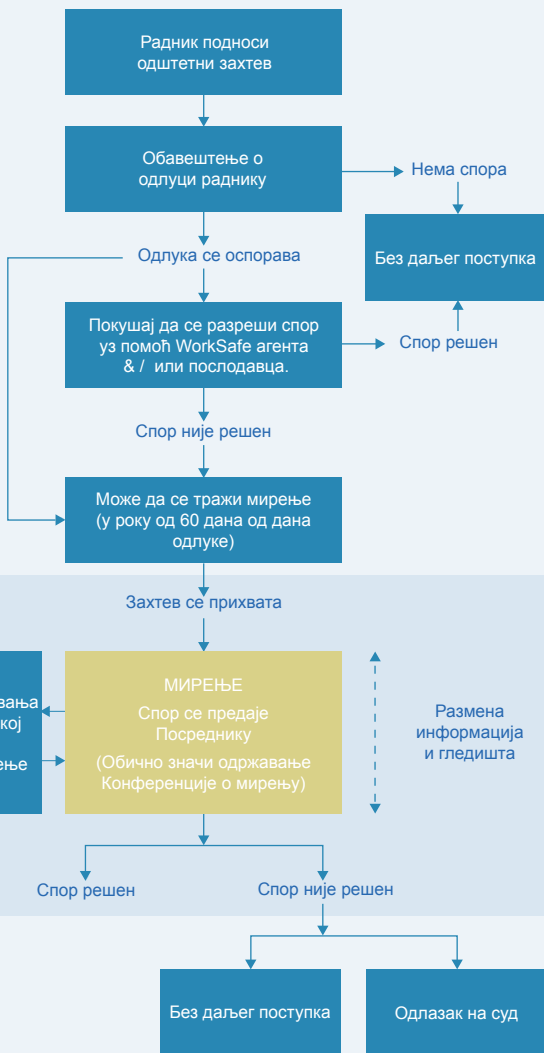 Радник подноси
одштетни захтев
Обавештење о
одлуци раднику
Нема спора
Одлука се оспорава
Без даљег поступка
Покушај да се разреши спор
уз помоћ WorkSafe агента
& / или послодавца.
Спор решен
Спор није решен
Може да се тражи мирење
(у року од 60 дана од дана
одлуке)
Захтев се прихвата
МИРЕЊЕ
Спор се предаје
Посреднику
(Обично значи одржавање
Конференције о мирењу)
Размена
информација
и гледишта
Спор решен
Спор није решен
Без даљег поступка
Одлазак на суд